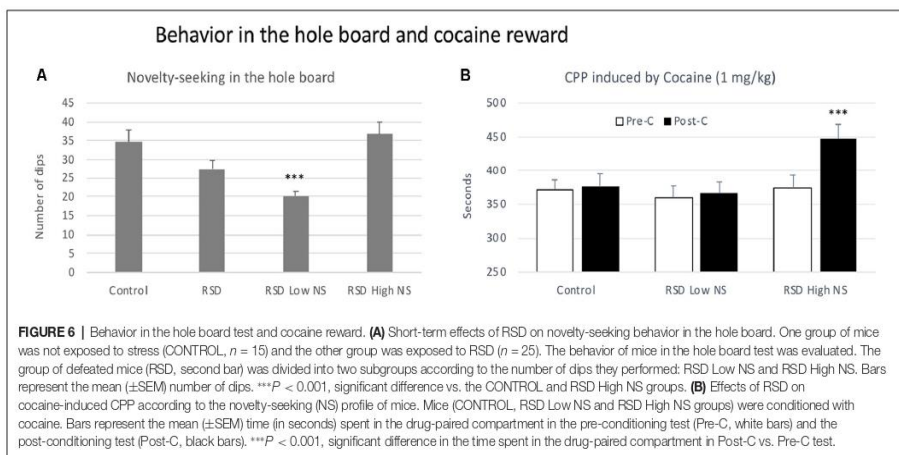 Behavior in the hole board and cocaine reward
A
Novelty-seeking in the hole board
45
40
35
30
25
20
15
10
5
0
Number of dips
***
Control RSD RSD Low NS RSD High NS
B
CPP induced by Cocaine (1 mg/kg)
500
450
400
350
300
250
Seconds
Pre-C Post-C
***
Control RSD Low NS RSD High NS
FIGURE 6 | Behavior in the hole board test and cocaine reward. (A) Short-term effects of RSD on novelty-seeking behavior in the hole board. One group of mice
was not exposed to stress (CONTROL, n = 15) and the other group was exposed to RSD (n = 25). The behavior of mice in the hole board test was evaluated. The
group of defeated mice (RSD, second bar) was divided into two subgroups according to the number of dips they performed: RSD Low NS and RSD High NS. Bars
represent the mean (±SEM) number of dips. ***P < 0.001, significant difference vs. the CONTROL and RSD High NS groups. (B) Effects of RSD on
cocaine-induced CPP according to the novelty-seeking (NS) profile of mice. Mice (CONTROL, RSD Low NS and RSD High NS groups) were conditioned with
cocaine. Bars represent the mean (±SEM) time (in seconds) spent in the drug-paired compartment in the pre-conditioning test (Pre-C, white bars) and the
post-conditioning test (Post-C, black bars). ***P < 0.001, significant difference in the time spent in the drug-paired compartment in Post-C vs. Pre-C test.